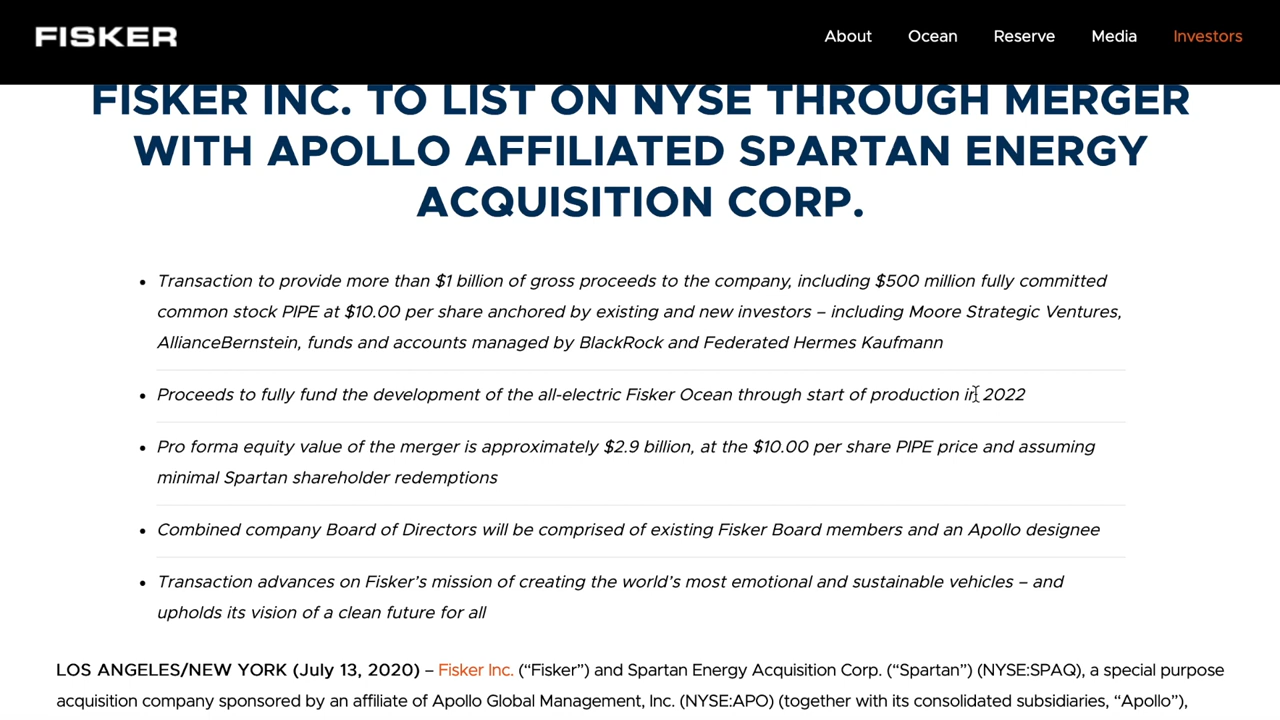 FISKER
About Ocean Reserve Media Investors
FISKER INC. TO LIST ON NYSE THROUGH MERGER
WITH APOLLO AFFILIATED SPARTAN ENERGY
ACQUISITION CORP.
• Transaction to provide more than $1 billion of gross proceeds to the company, including $500 million fully committed
common stock PIPE at $10.00 per share anchored by existing and new investors – including Moore Strategic Ventures,
AllianceBernstein, funds and accounts managed by BlackRock and Federated Hermes Kaufmann
• Proceeds to fully fund the development of the all-electric Fisker Ocean through start of production in 2022
• Pro forma equity value of the merger is approximately $2.9 billion, at the $10.00 per share PIPE price and assuming
minimal Spartan shareholder redemptions
• Combined company Board of Directors will be comprised of existing Fisker Board members and an Apollo designee
• Transaction advances on Fisker’s mission of creating the world’s most emotional and sustainable vehicles – and
upholds its vision of a clean future for all
LOS ANGELES/NEW YORK (July 13, 2020) – Fisker Inc. (“Fisker”) and Spartan Energy Acquisition Corp. (“Spartan”) (NYSE:SPAQ), a special purpose
acquisition company sponsored by an affiliate of Apollo Global Management, Inc. (NYSE:APO) (together with its consolidated subsidiaries, “Apollo”),